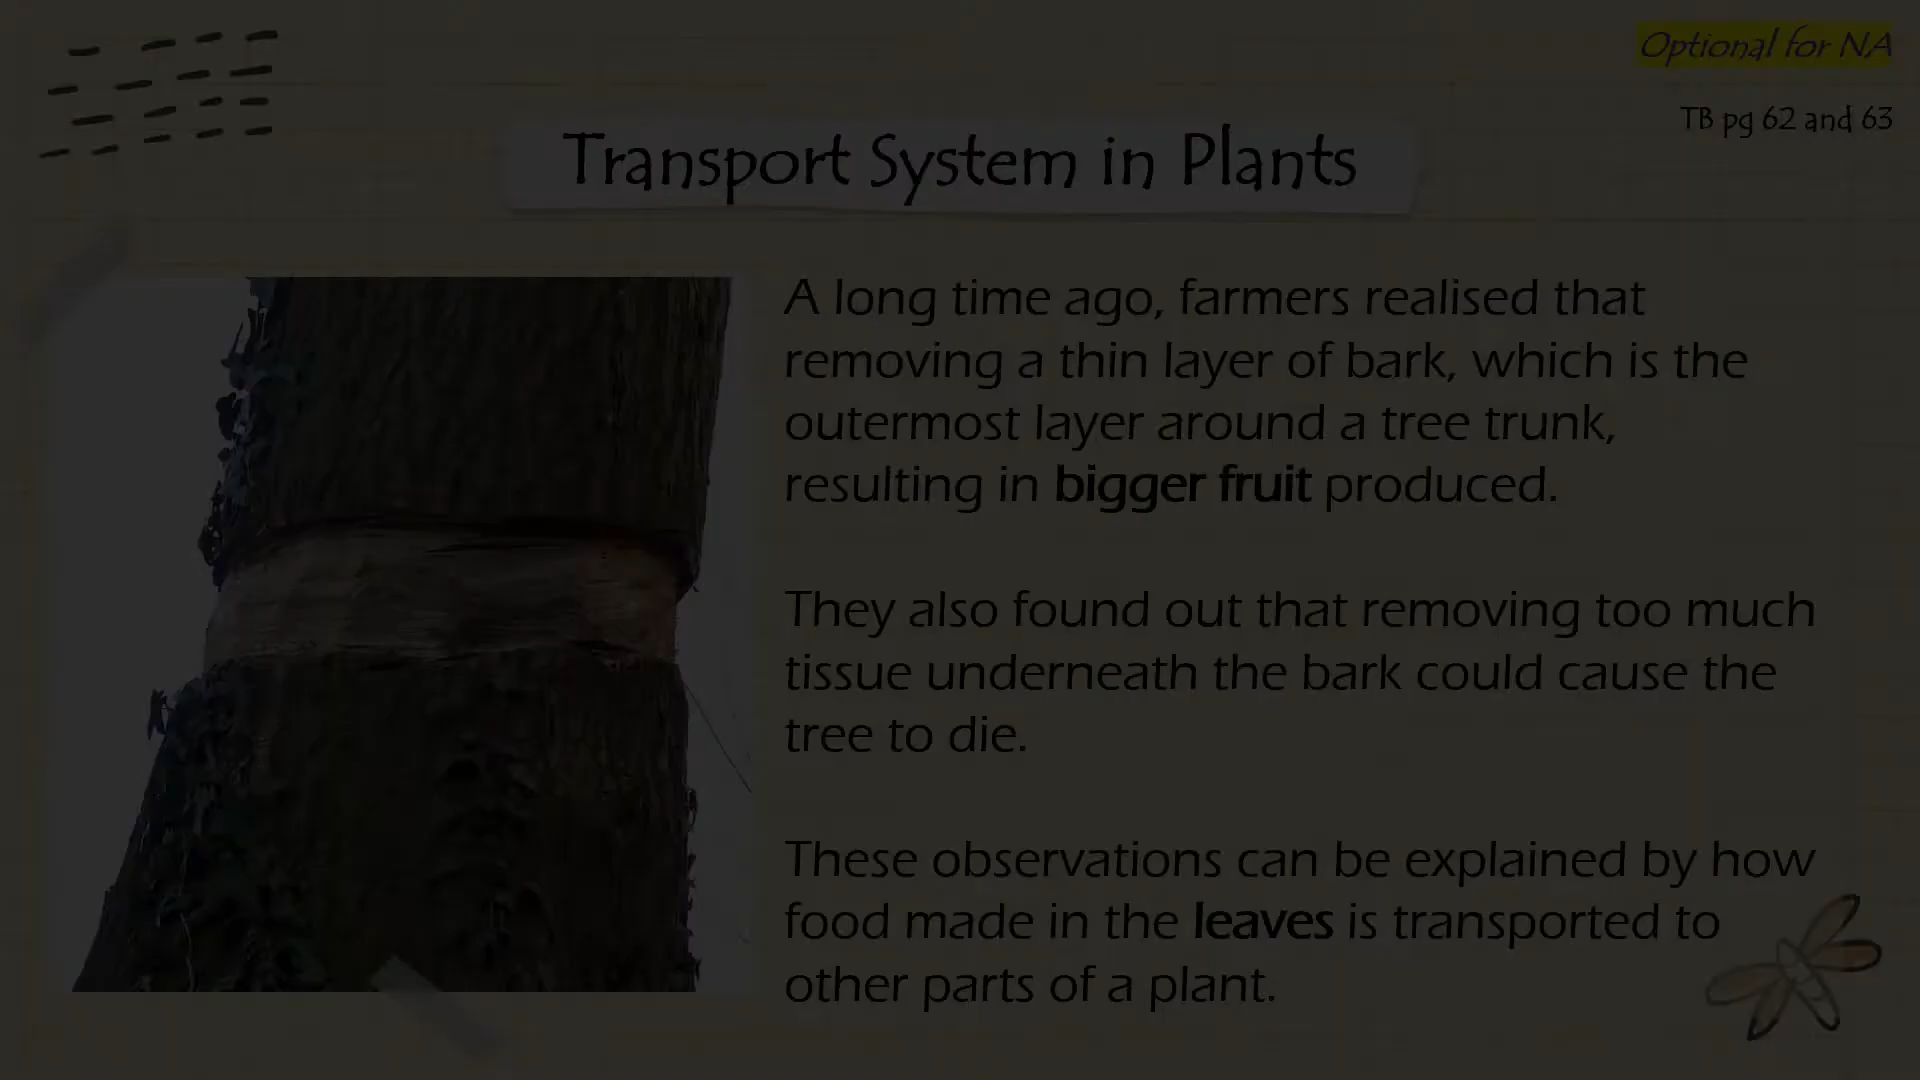 Optional for NA
TB pg 62 and 63
Transport System in Plants
A long time ago, farmers realised that
removing a thin layer of bark, which is the
outermost layer around a tree trunk,
resulting in bigger fruit produced.
They also found out that removing too much
tissue underneath the bark could cause the
tree to die.
These observations can be explained by how
food made in the leaves is transported to
other parts of a plant.